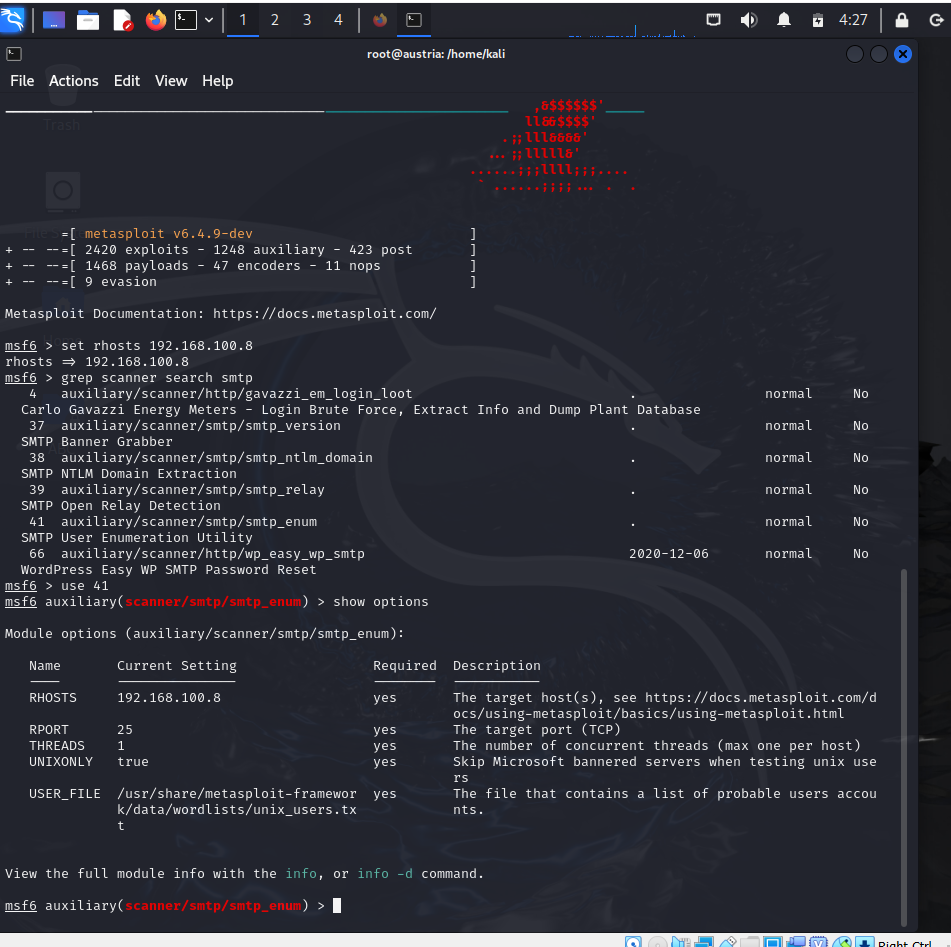 1 2 3 4 4:27
root@austria: /home/kali
File Actions Edit View Help
Trash
,&$$$$$$'
ll&&$$$$'
.;;lll&&&&'
...;;lllll&'
......;;;llll;;;....
` ......;;;;... . .
=[ metasploit v6.4.9-dev ]
+ -- --=[ 2420 exploits - 1248 auxiliary - 423 post ]
+ -- --=[ 1468 payloads - 47 encoders - 11 nops ]
+ -- --=[ 9 evasion ]
Metasploit Documentation: https://docs.metasploit.com/
msf6 > set rhosts 192.168.100.8
rhosts => 192.168.100.8
msf6 > grep scanner search smtp
4 auxiliary/scanner/http/gavazzi_em_login_loot . normal No
Carlo Gavazzi Energy Meters - Login Brute Force, Extract Info and Dump Plant Database
37 auxiliary/scanner/smtp/smtp_version . normal No
SMTP Banner Grabber
38 auxiliary/scanner/smtp/smtp_ntlm_domain . normal No
SMTP NTLM Domain Extraction
39 auxiliary/scanner/smtp/smtp_relay . normal No
SMTP Open Relay Detection
41 auxiliary/scanner/smtp/smtp_enum . normal No
SMTP User Enumeration Utility
66 auxiliary/scanner/http/wp_easy_wp_smtp 2020-12-06 normal No
WordPress Easy WP SMTP Password Reset
msf6 > use 41
msf6 auxiliary(scanner/smtp/smtp_enum) > show options
Module options (auxiliary/scanner/smtp/smtp_enum):
Name Current Setting Required Description
RHOSTS 192.168.100.8 yes The target host(s), see https://docs.metasploit.com/d
ocs/using-metasploit/basics/using-metasploit.html
RPORT 25 yes The target port (TCP)
THREADS 1 yes The number of concurrent threads (max one per host)
UNIXONLY true yes Skip Microsoft bannered servers when testing unix use
rs
USER_FILE /usr/share/metasploit-framewor yes The file that contains a list of probable users accou
k/data/wordlists/unix_users.tx nts.
t
View the full module info with the info, or info -d command.
msf6 auxiliary(scanner/smtp/smtp_enum) >
Right Ctrl